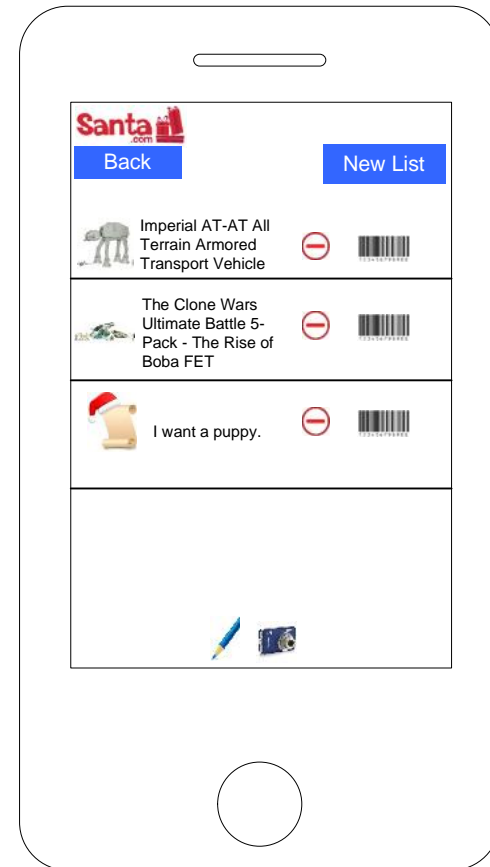 Santa
.com
Back
New List
Imperial AT-AT All
Terrain Armored
Transport Vehicle
The Clone Wars
Ultimate Battle 5-
Pack - The Rise of
Boba FET
I want a puppy.